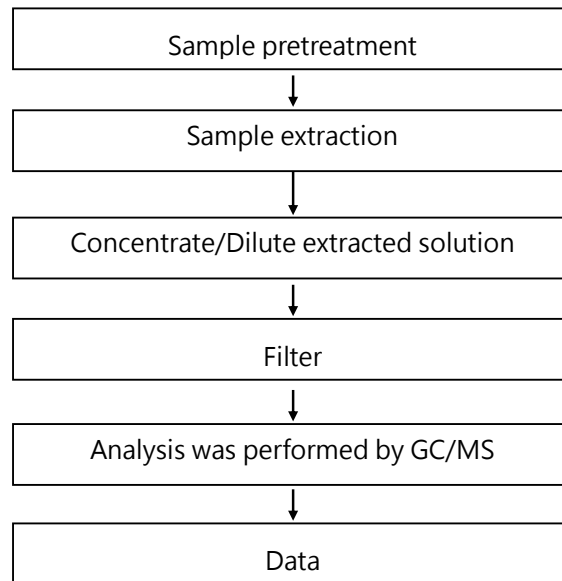 Sample pretreatment
Sample extraction
Concentrate/Dilute extracted solution
Filter
Analysis was performed by GC/MS
Data